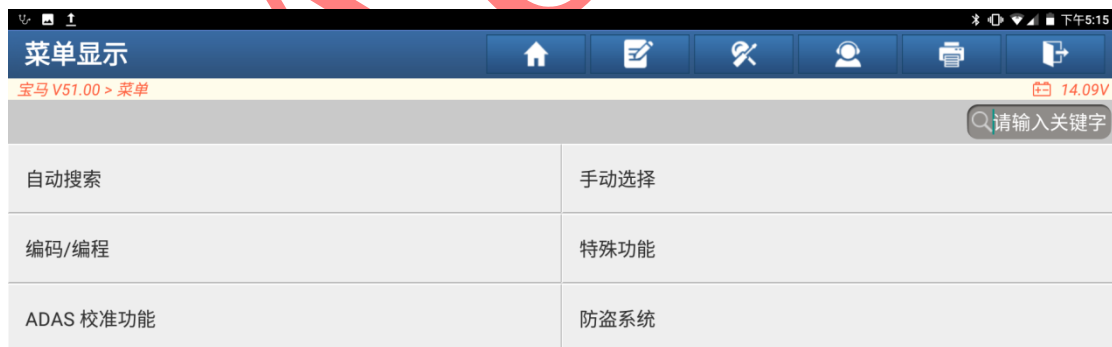 下午5:15
菜单显示
宝马 V51.00 > 菜单
14.09V
请输入关键字
自动搜索
手动选择
编码/编程
特殊功能
ADAS 校准功能
防盗系统